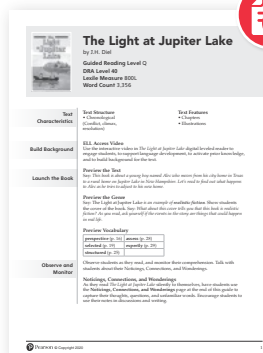 The Light at Jupiter Lake
by J.H. Diel
Guided Reading Level Q
DRA Level 40
Lexile Measure 800L
Word Count 3,356
Text Characteristics
Text Structure
• Chronological
(Conflict, climax,
resolution)
Text Features
• Chapters
• Illustrations
Build Background
ELL Access Video
Use the interactive video in The Light at Jupiter Lake digital leveled reader to
engage students, to support language development, to activate prior knowledge,
and to build background for the text.
Launch the Book
Preview the Text
Say: This book is about a young boy named Alex who moves from his city home in Texas
to a rural home on Jupiter Lake in New Hampshire. Let's read to find out what happens
to Alex as he tries to adjust to his new home.
Preview the Genre
Say: The Light at Jupiter Lake is an example of realistic fiction. Show students
the cover of the book. Say: What about this cover tells you that this book is realistic
fiction? As you read, ask yourself if the events in the story are things that could happen
in real life.
Preview Vocabulary
perspective (p. 16) access (p. 28)
selected (p. 19) expertly (p. 29)
structured (p. 29)
Observe and Monitor
Observe students as they read, and monitor their comprehension. Talk with
students about their Noticings, Connections, and Wonderings.
Noticings, Connections, and Wonderings
As they read The Light at Jupiter Lake silently to themselves, have students use
the Noticings, Connections, and Wonderings page at the end of this guide to
capture their thoughts, questions, and unfamiliar words. Encourage students to
use their notes in discussions and writing.
Pearson © Copyright 2020
1